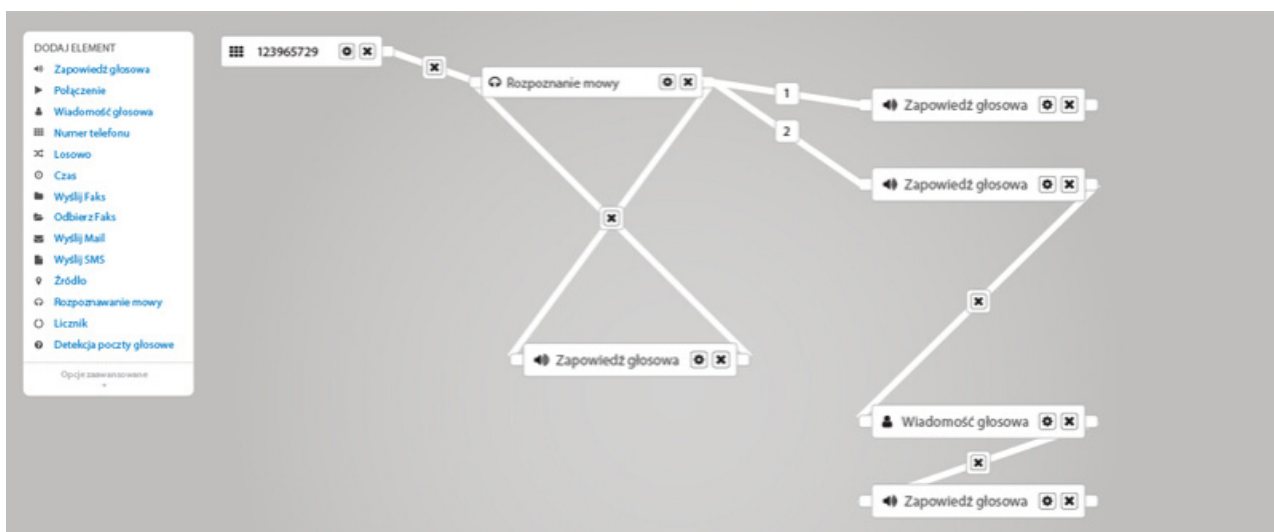 DODAJ ELEMENT
Zapowiedź głosowa
Połączenie
Wiadomość głosowa
Numer telefonu
Losowo
Czas
Wyślij Faks
Odbierz Faks
Wyślij Mail
Wyślij SMS
Źródło
Rozpoznawanie mowy
Licznik
Detekcja poczty głosowe
Opcje zaawansowane
123965729
Rozpoznanie mowy
1
Zapowiedź głosowa
2
Zapowiedź głosowa
Zapowiedź głosowa
Wiadomość głosowa
Zapowiedź głosowa